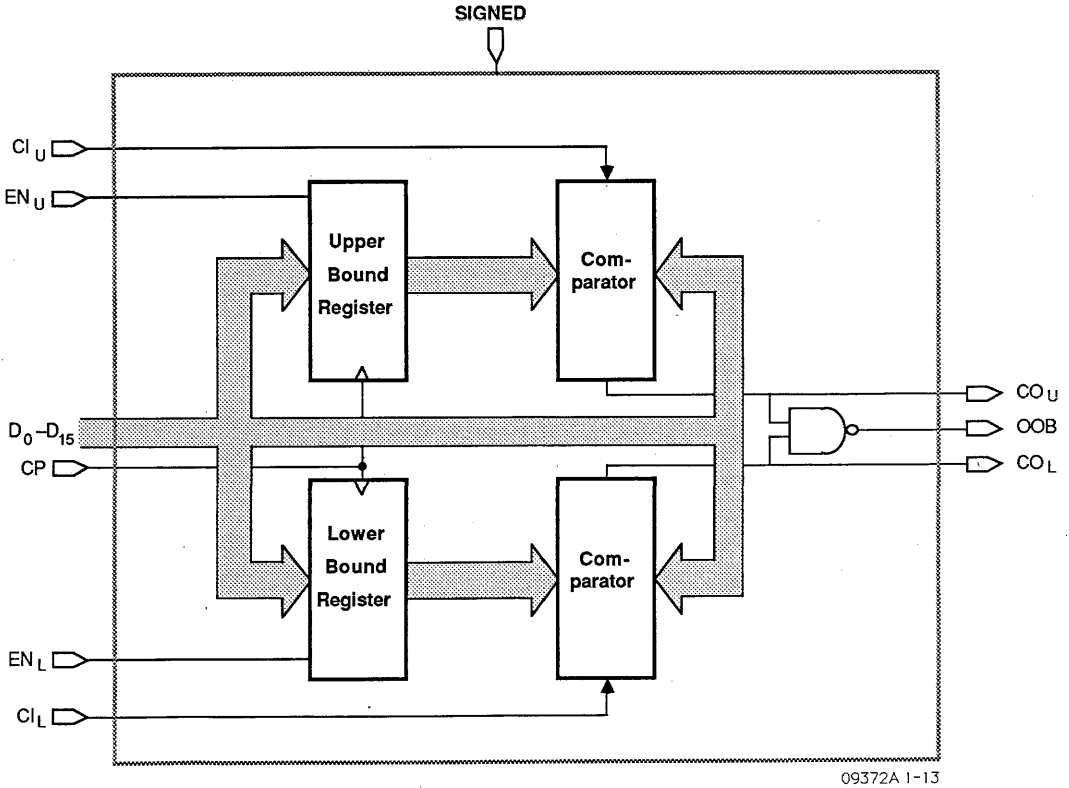 SIGNED
CI U
EN U
Upper
Bound
Register
Com-
parator
D0–D15
CP
CO U
OOB
CO L
Lower
Bound
Register
Com-
parator
EN L
CI L
09372A 1-13